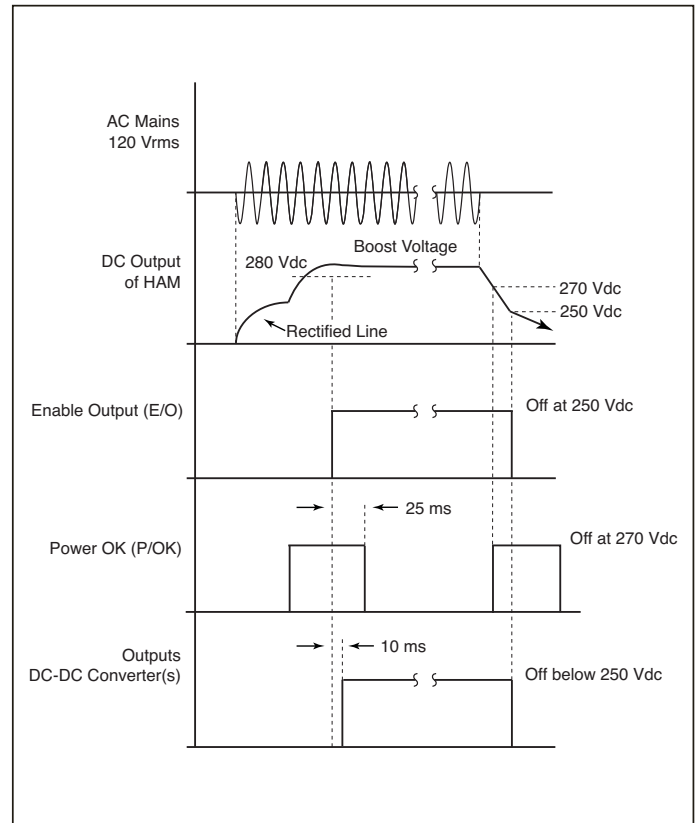 AC Mains
120 Vrms
Boost Voltage
DC Output
of HAM
280 Vdc
270 Vdc
250 Vdc
Rectified Line
Enable Output (E/O)
Off at 250 Vdc
25 ms
Power OK (P/OK)
Off at 270 Vdc
10 ms
Outputs
DC-DC Converter(s)
Off below 250 Vdc